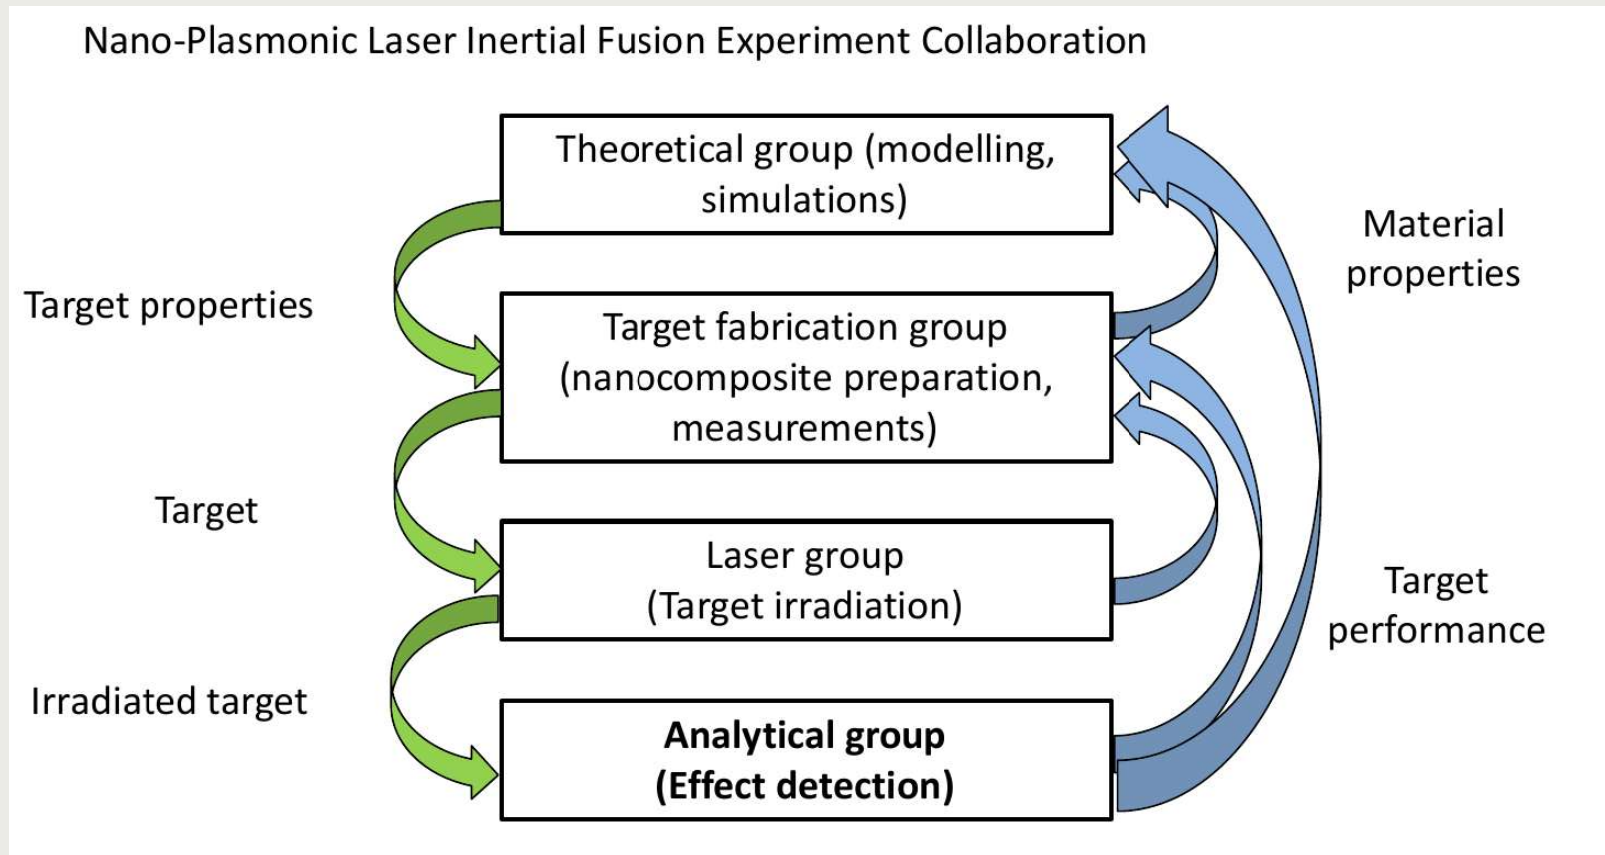 Nano-Plasmonic Laser Inertial Fusion Experiment Collaboration
Theoretical group (modelling,
simulations)
Material
properties
Target properties
Target fabrication group
(nanocomposite preparation,
measurements)
Target
Laser group
(Target irradiation)
Target
performance
Irradiated target
Analytical group
(Effect detection)